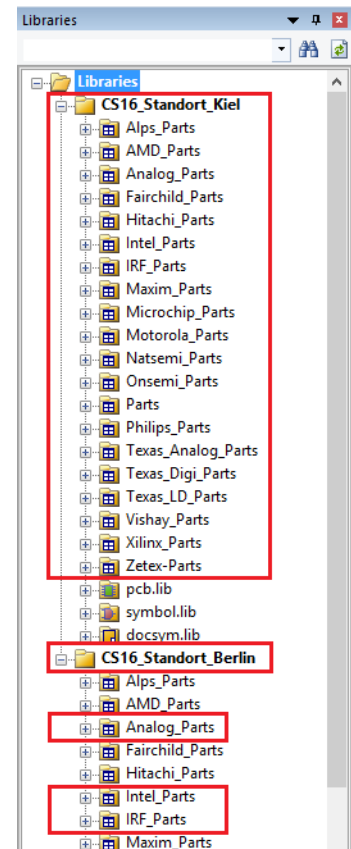 Libraries
Libraries
CS16_Standort_Kiel
Alps_Parts
AMD_Parts
Analog_Parts
Fairchild_Parts
Hitachi_Parts
Intel_Parts
IRF_Parts
Maxim_Parts
Microchip_Parts
Motorola_Parts
Natsemi_Parts
Onsemi_Parts
Parts
Philips_Parts
Texas_Analog_Parts
Texas_Digi_Parts
Texas_LD_Parts
Vishay_Parts
Xilinx_Parts
Zetex-Parts
pcb.lib
symbol.lib
docsym.lib
CS16_Standort_Berlin
Alps_Parts
AMD_Parts
Analog_Parts
Fairchild_Parts
Hitachi_Parts
Intel_Parts
IRF_Parts
Maxim_Parts